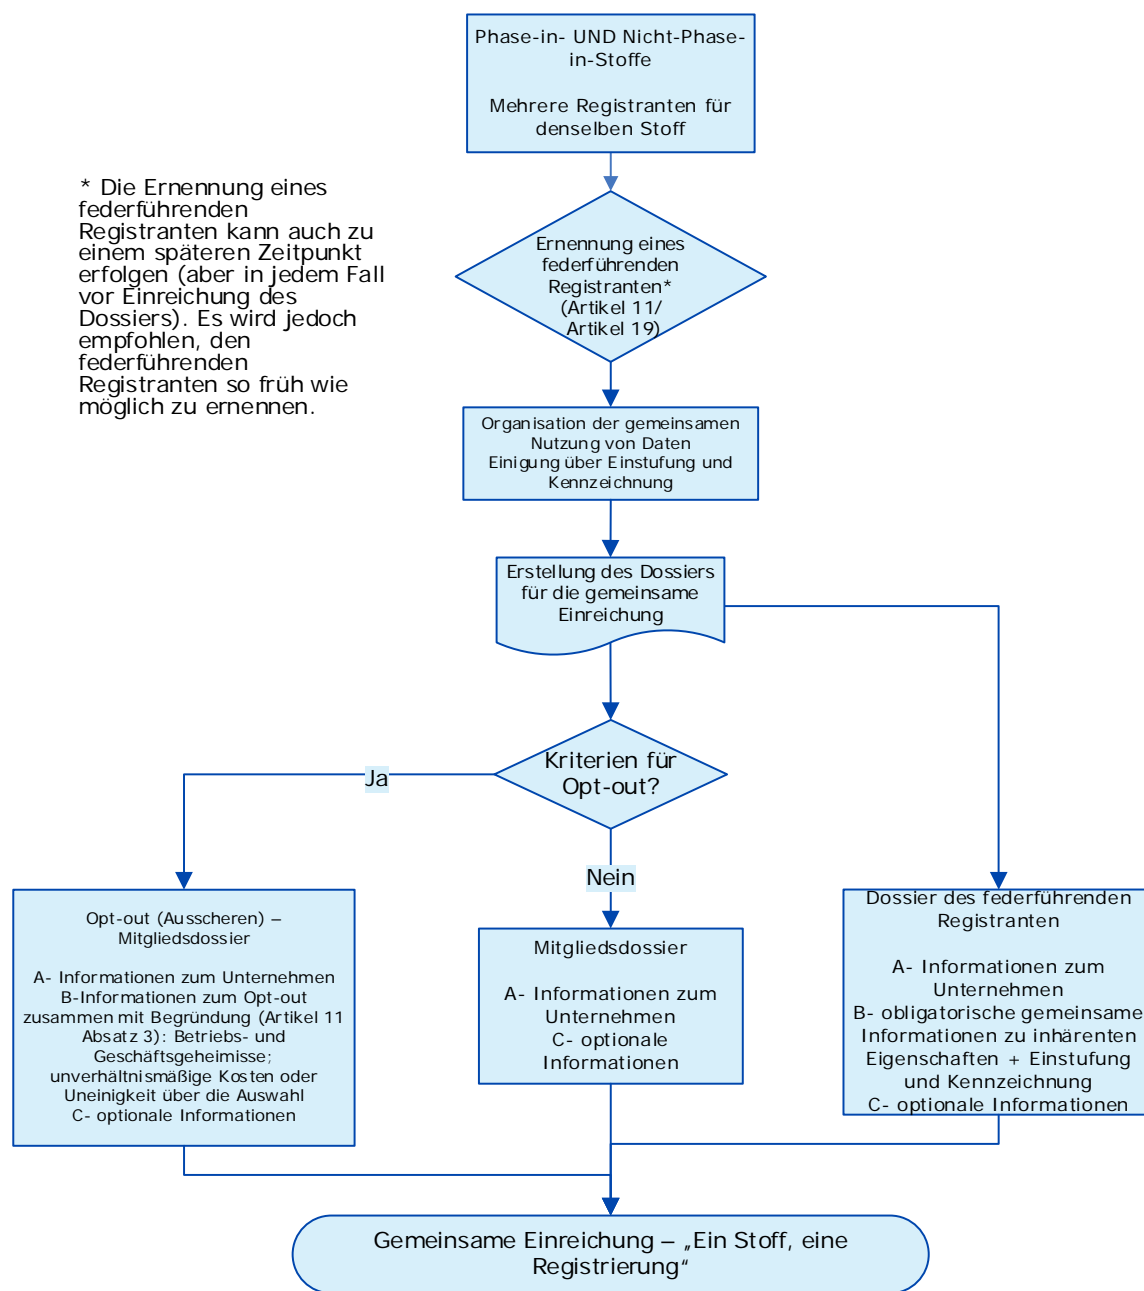 Phase-in- UND Nicht-Phase-
in-Stoffe
Mehrere Registranten für
denselben Stoff
* Die Ernennung eines
federführenden
Registranten kann auch zu
einem späteren Zeitpunkt
erfolgen (aber in jedem Fall
vor Einreichung des
Dossiers). Es wird jedoch
empfohlen, den
federführenden
Registranten so früh wie
möglich zu ernennen.
Ernennung eines
federführenden
Registranten*
(Artikel 11/
Artikel 19)
Organisation der gemeinsamen
Nutzung von Daten
Einigung über Einstufung und
Kennzeichnung
Erstellung des Dossiers
für die gemeinsame
Einreichung
Kriterien für
Opt-out?
Ja
Nein
Opt-out (Ausscheren) –
Mitgliedsdossier
A- Informationen zum Unternehmen
B-Informationen zum Opt-out
zusammen mit Begründung (Artikel 11
Absatz 3): Betriebs- und
Geschäftsgeheimisse;
unverhältnismäßige Kosten oder
Uneinigkeit über die Auswahl
C- optionale Informationen
Mitgliedsdossier
A- Informationen zum
Unternehmen
C- optionale
Informationen
Dossier des federführenden
Registranten
A- Informationen zum
Unternehmen
B- obligatorische gemeinsame
Informationen zu inhärenten
Eigenschaften + Einstufung
und Kennzeichnung
C- optionale Informationen
Gemeinsame Einreichung – „Ein Stoff, eine
Registrierung“